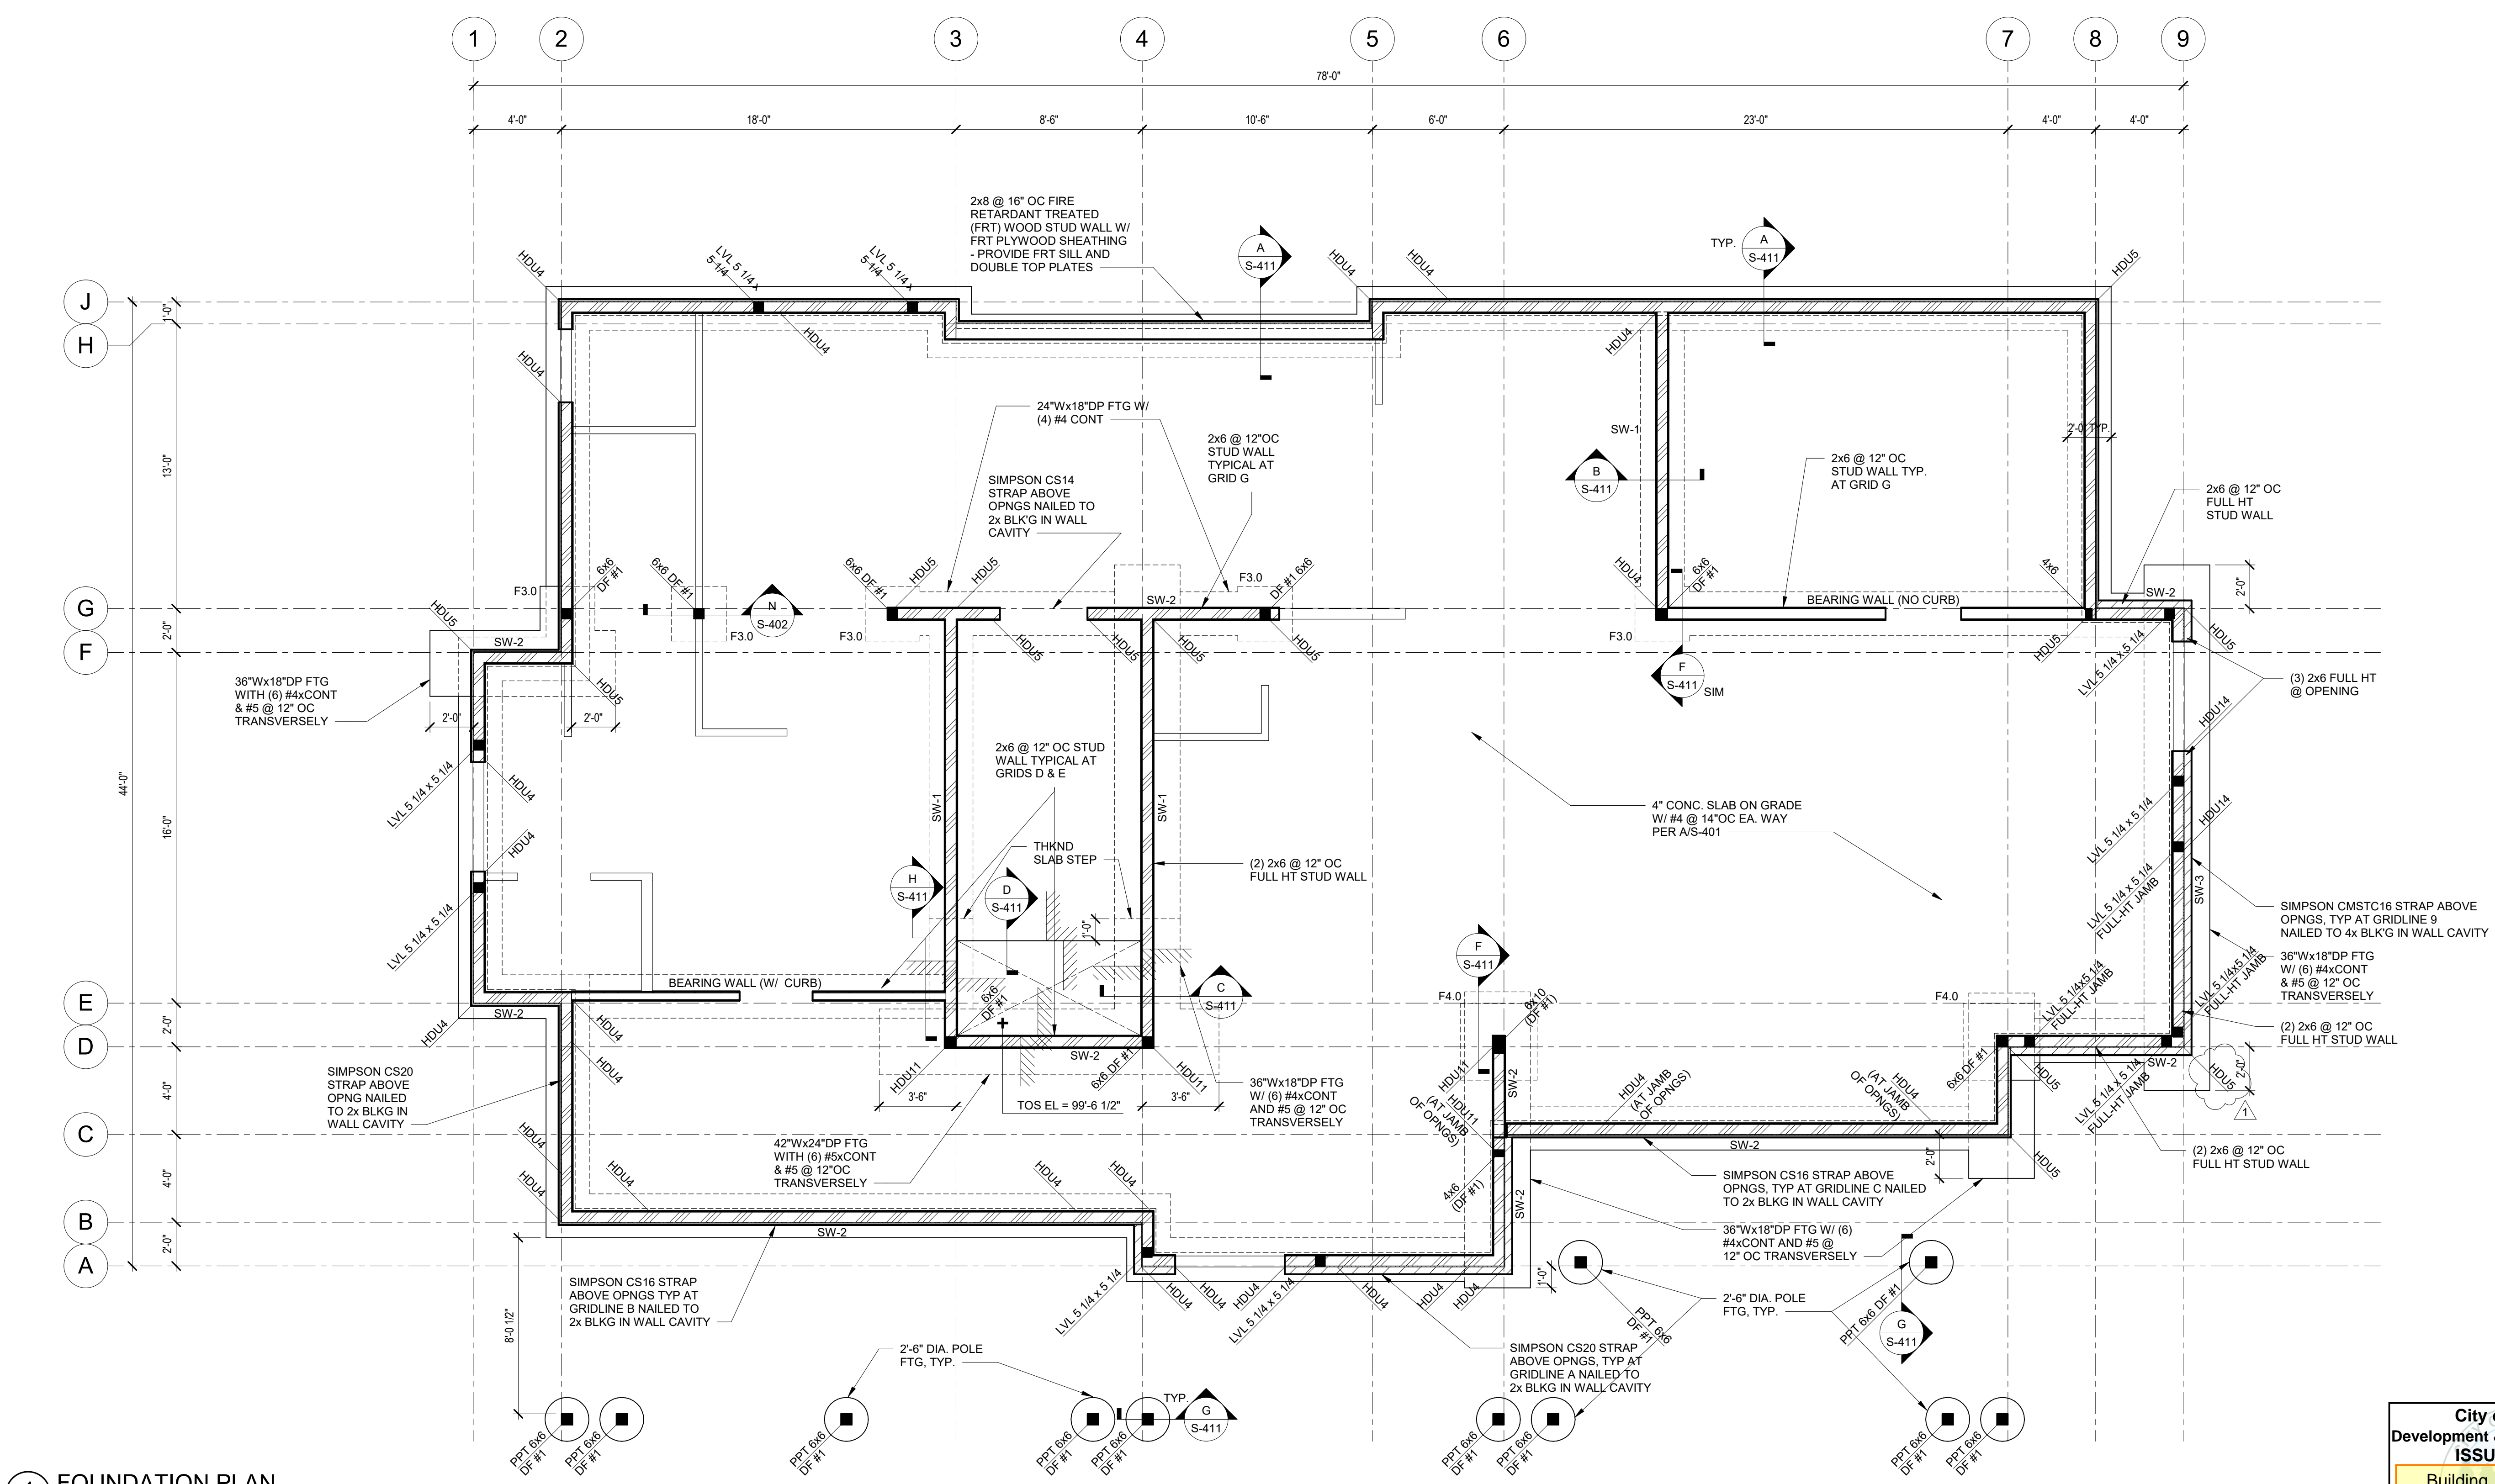 1
2
3
4
5
6
7
8
9
78'-0"
4'-0"
18'-0"
8'-6"
10'-6"
6'-0"
23'-0"
4'-0"
4'-0"
2x8 @ 16" OC FIRE
RETARDANT TREATED
(FRT) WOOD STUD WALL W/
FRT PLYWOOD SHEATHING
- PROVIDE FRT SILL AND
DOUBLE TOP PLATES
A
S-411
TYP.
A
S-411
HDU4
LVL 5 1/4 x
5-1/4
LVL 5 1/4 x
5-1/4
HDU4
HDU4
HDU5
J
H
G
F
E
D
C
B
A
1'-0"
13'-0"
2'-0"
16'-0"
2'-0"
4'-0"
4'-0"
2'-0"
44'-0"
HDU4
HDU4
HDU4
24"Wx18"DP FTG W/
(4) #4 CONT
2x6 @ 12"OC
STUD WALL
TYPICAL AT
GRID G
SIMPSON CS14
STRAP ABOVE
OPNGS NAILED TO
2x BLK'G IN WALL
CAVITY
SW-1
B
S-411
2x6 @ 12" OC
STUD WALL TYP.
AT GRID G
2'-0" TYP.
2x6 @ 12" OC
FULL HT
STUD WALL
F3.0
6x6
DF #1
6x6 DF #1
N
S-402
F3.0
6x6 DF #1
HDU5
HDU5
F3.0
SW-2
F3.0
DF #1 6x6
HDU5
HDU5
HDU5
HDU5
HDU4
6x6
DF #1
F3.0
BEARING WALL (NO CURB)
4x6
SW-2
2'-0"
HDU5
LVL 5 1/4 x 5 1/4
HDU5
F
S-411
SIM
HDU5
SW-2
HDU5
36"Wx18"DP FTG
WITH (6) #4xCONT
& #5 @ 12" OC
TRANSVERSELY
2'-0"
2'-0"
(3) 2x6 FULL HT
@ OPENING
LVL 5 1/4 x 5 1/4
HDU4
HDU14
2x6 @ 12" OC STUD
WALL TYPICAL AT
GRIDS D & E
SW-1
SW-1
4" CONC. SLAB ON GRADE
W/ #4 @ 14"OC EA. WAY
PER A/S-401
LVL 5 1/4 x 5 1/4
HDU14
HDU4
LVL 5 1/4 x 5 1/4
THKND
SLAB STEP
(2) 2x6 @ 12" OC
FULL HT STUD WALL
H
S-411
D
S-411
1'-0"
LVL 5 1/4 x 5 1/4
FULL-HT JAMB
SW-3
SIMPSON CMSTC16 STRAP ABOVE
OPNGS, TYP AT GRIDLINE 9
NAILED TO 4x BLK'G IN WALL CAVITY
36"Wx18"DP FTG
W/ (6) #4xCONT
& #5 @ 12" OC
TRANSVERSELY
(2) 2x6 @ 12" OC
FULL HT STUD WALL
F
S-411
BEARING WALL (W/  CURB)
C
S-411
F4.0
6x10
(DF #1)
F4.0
LVL 5 1/4x5 1/4
FULL-HT JAMB
LVL 5 1/4x5 1/4
FULL-HT JAMB
SW-2
HDU4
HDU4
HDU4
6x6
DF #1
SW-2
HDU11
6x6 DF #1
HDU11
TOS EL = 99'-6 1/2"
3'-6"
3'-6"
36"Wx18"DP FTG
W/ (6) #4xCONT
AND #5 @ 12" OC
TRANSVERSELY
HDU11
SW-2
HDU11
(AT JAMB
OF OPNGS)
HDU4
(AT JAMB
OF OPNGS)
HDU4
(AT JAMB
OF OPNGS)
6x6 DF #1
HDU5
LVL 5 1/4 x 5 1/4
FULL-HT JAMB
SW-2
HDU5
2'-0"
1
SIMPSON CS20
STRAP ABOVE
OPNG NAILED
TO 2x BLKG IN
WALL CAVITY
42"Wx24"DP FTG
WITH (6) #5xCONT
& #5 @ 12"OC
TRANSVERSELY
HDU4
HDU4
HDU4
HDU4
HDU4
4x6
(DF #1)
SW-2
SW-2
2'-0"
HDU5
SIMPSON CS16 STRAP ABOVE
OPNGS, TYP AT GRIDLINE C NAILED
TO 2x BLKG IN WALL CAVITY
(2) 2x6 @ 12" OC
FULL HT STUD WALL
36"Wx18"DP FTG W/ (6)
#4xCONT AND #5 @
12" OC TRANSVERSELY
SW-2
8'-0 1/2"
SIMPSON CS16 STRAP
ABOVE OPNGS TYP AT
GRIDLINE B NAILED TO
2x BLKG IN WALL CAVITY
LVL 5 1/4 x 5 1/4
HDU4
HDU4
HDU4
LVL 5 1/4 x 5 1/4
HDU4
HDU4
HDU4
1'-0"
PPT 6x6
DF #1
2'-6" DIA. POLE
FTG, TYP.
PPT 6x6 DF #1
G
S-411
2'-6" DIA. POLE
FTG, TYP.
SIMPSON CS20 STRAP
ABOVE OPNGS, TYP AT
GRIDLINE A NAILED TO
2x BLKG IN WALL CAVITY
TYP.
G
S-411
PPT 6x6
DF #1
PPT 6x6
DF #1
PPT 6x6
DF #1
PPT 6x6
DF #1
PPT 6x6
DF #1
PPT 6x6
DF #1
PPT 6x6
DF #1
PPT 6x6
DF #1
PPT 6x6
DF #1
FOUNDATION PLAN
City
Development
ISSU
Building